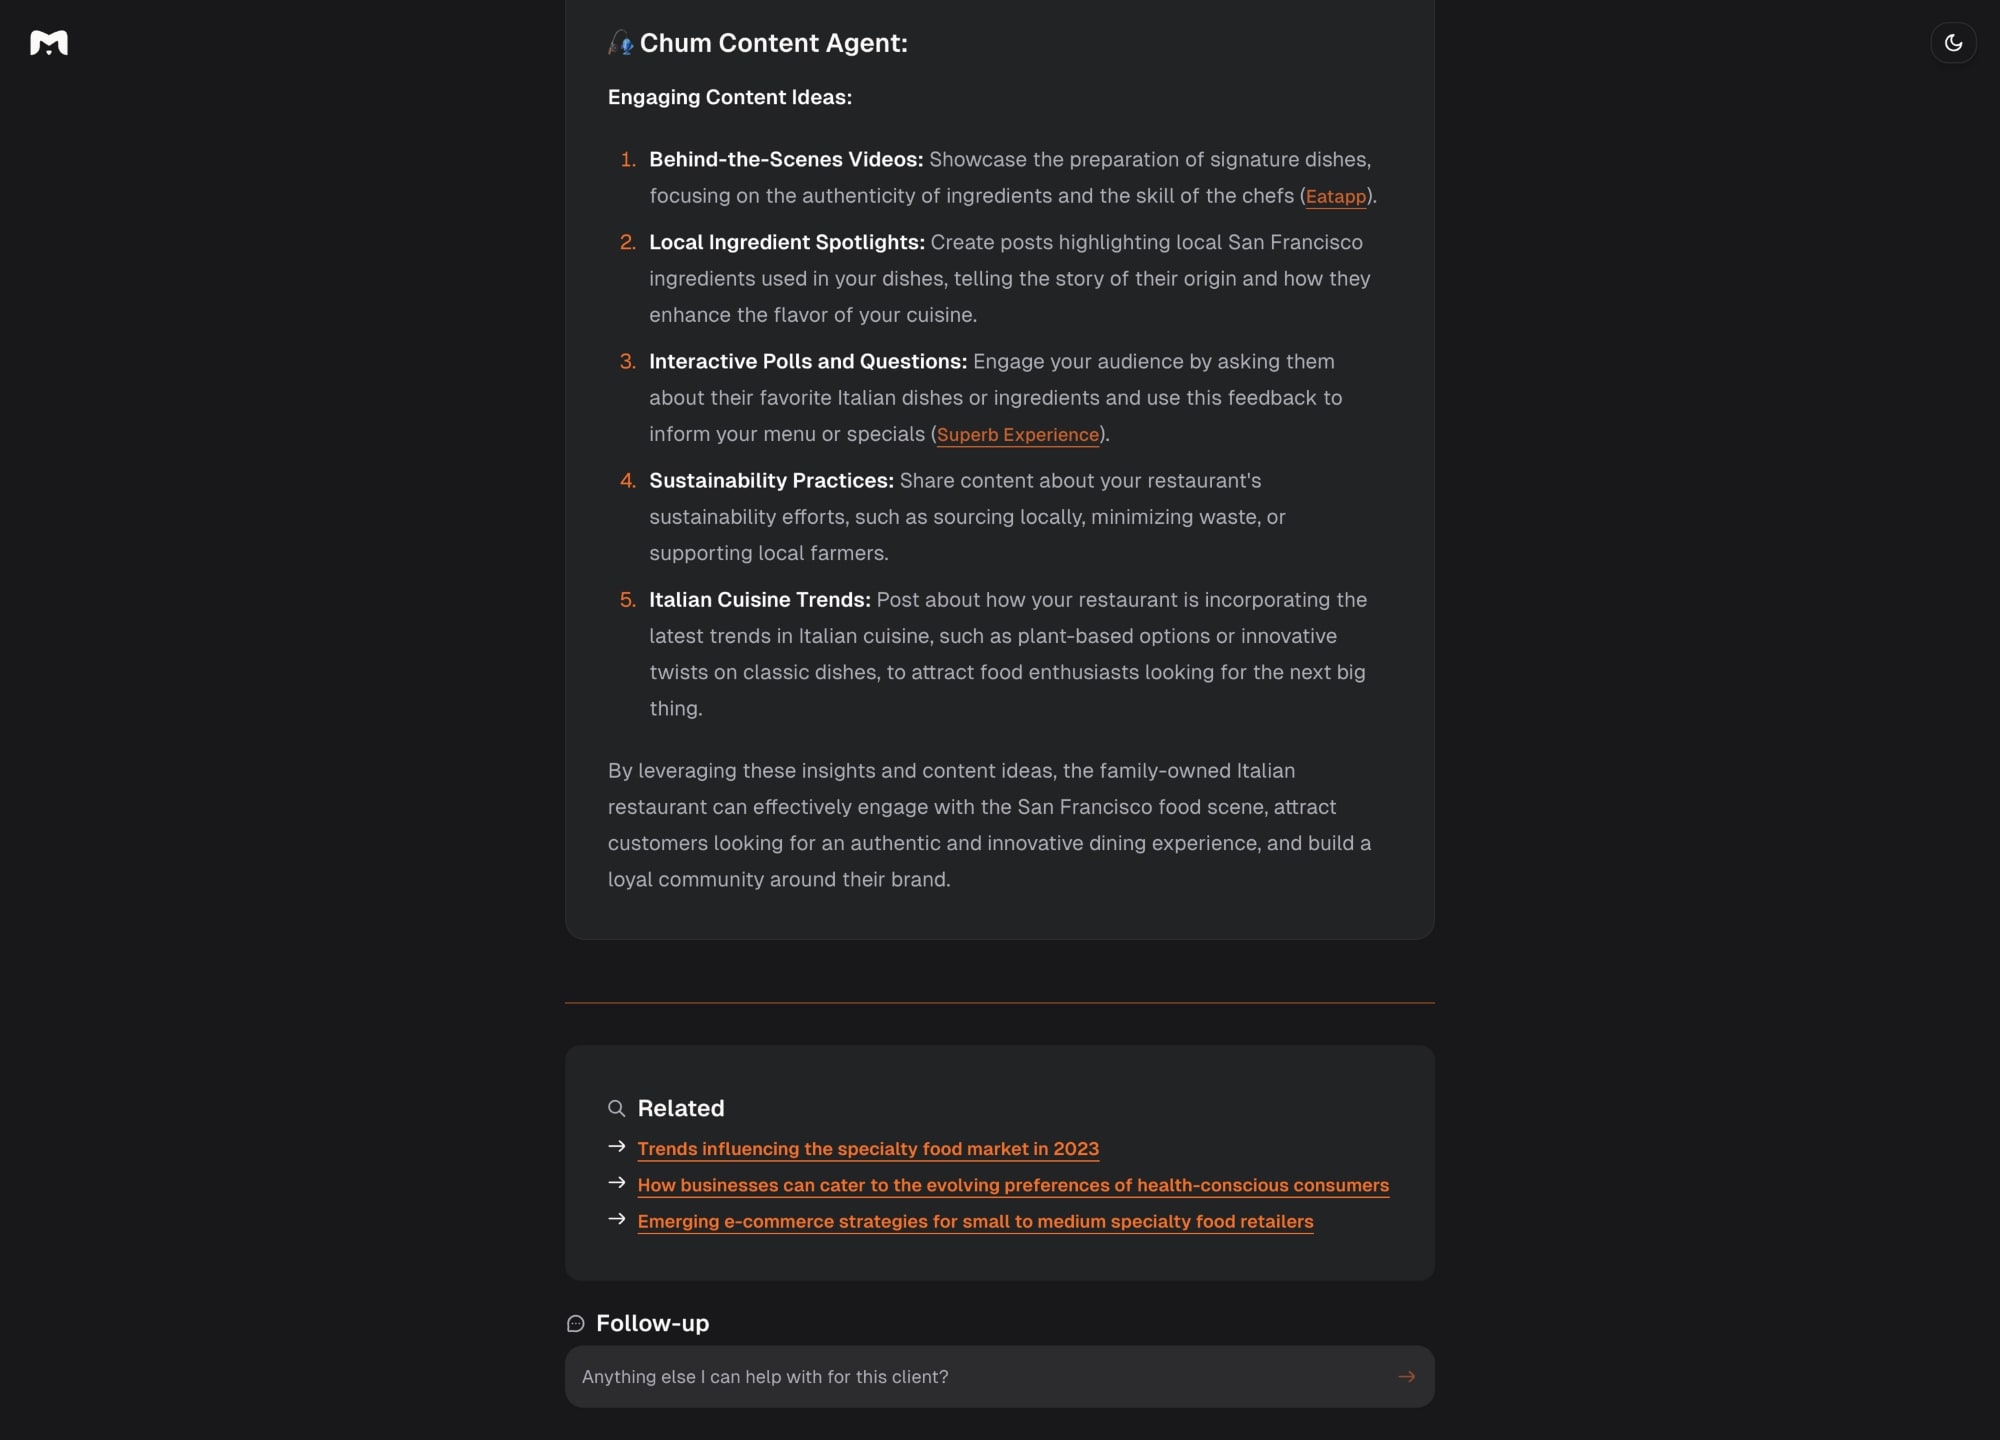 Chum Content Agent:
Engaging Content Ideas:
1. Behind-the-Scenes Videos: Showcase the preparation of signature dishes,
focusing on the authenticity of ingredients and the skill of the chefs (Eatapp).
2. Local Ingredient Spotlights: Create posts highlighting local San Francisco
ingredients used in your dishes, telling the story of their origin and how they
enhance the flavor of your cuisine.
3. Interactive Polls and Questions: Engage your audience by asking them
about their favorite Italian dishes or ingredients and use this feedback to
inform your menu or specials (Superb Experience).
4. Sustainability Practices: Share content about your restaurant's
sustainability efforts, such as sourcing locally, minimizing waste, or
supporting local farmers.
5. Italian Cuisine Trends: Post about how your restaurant is incorporating the
latest trends in Italian cuisine, such as plant-based options or innovative
twists on classic dishes, to attract food enthusiasts looking for the next big
thing.
By leveraging these insights and content ideas, the family-owned Italian
restaurant can effectively engage with the San Francisco food scene, attract
customers looking for an authentic and innovative dining experience, and build a
loyal community around their brand.
Related
Trends influencing the specialty food market in 2023
How businesses can cater to the evolving preferences of health-conscious consumers
Emerging e-commerce strategies for small to medium specialty food retailers
Follow-up
Anything else I can help with for this client?